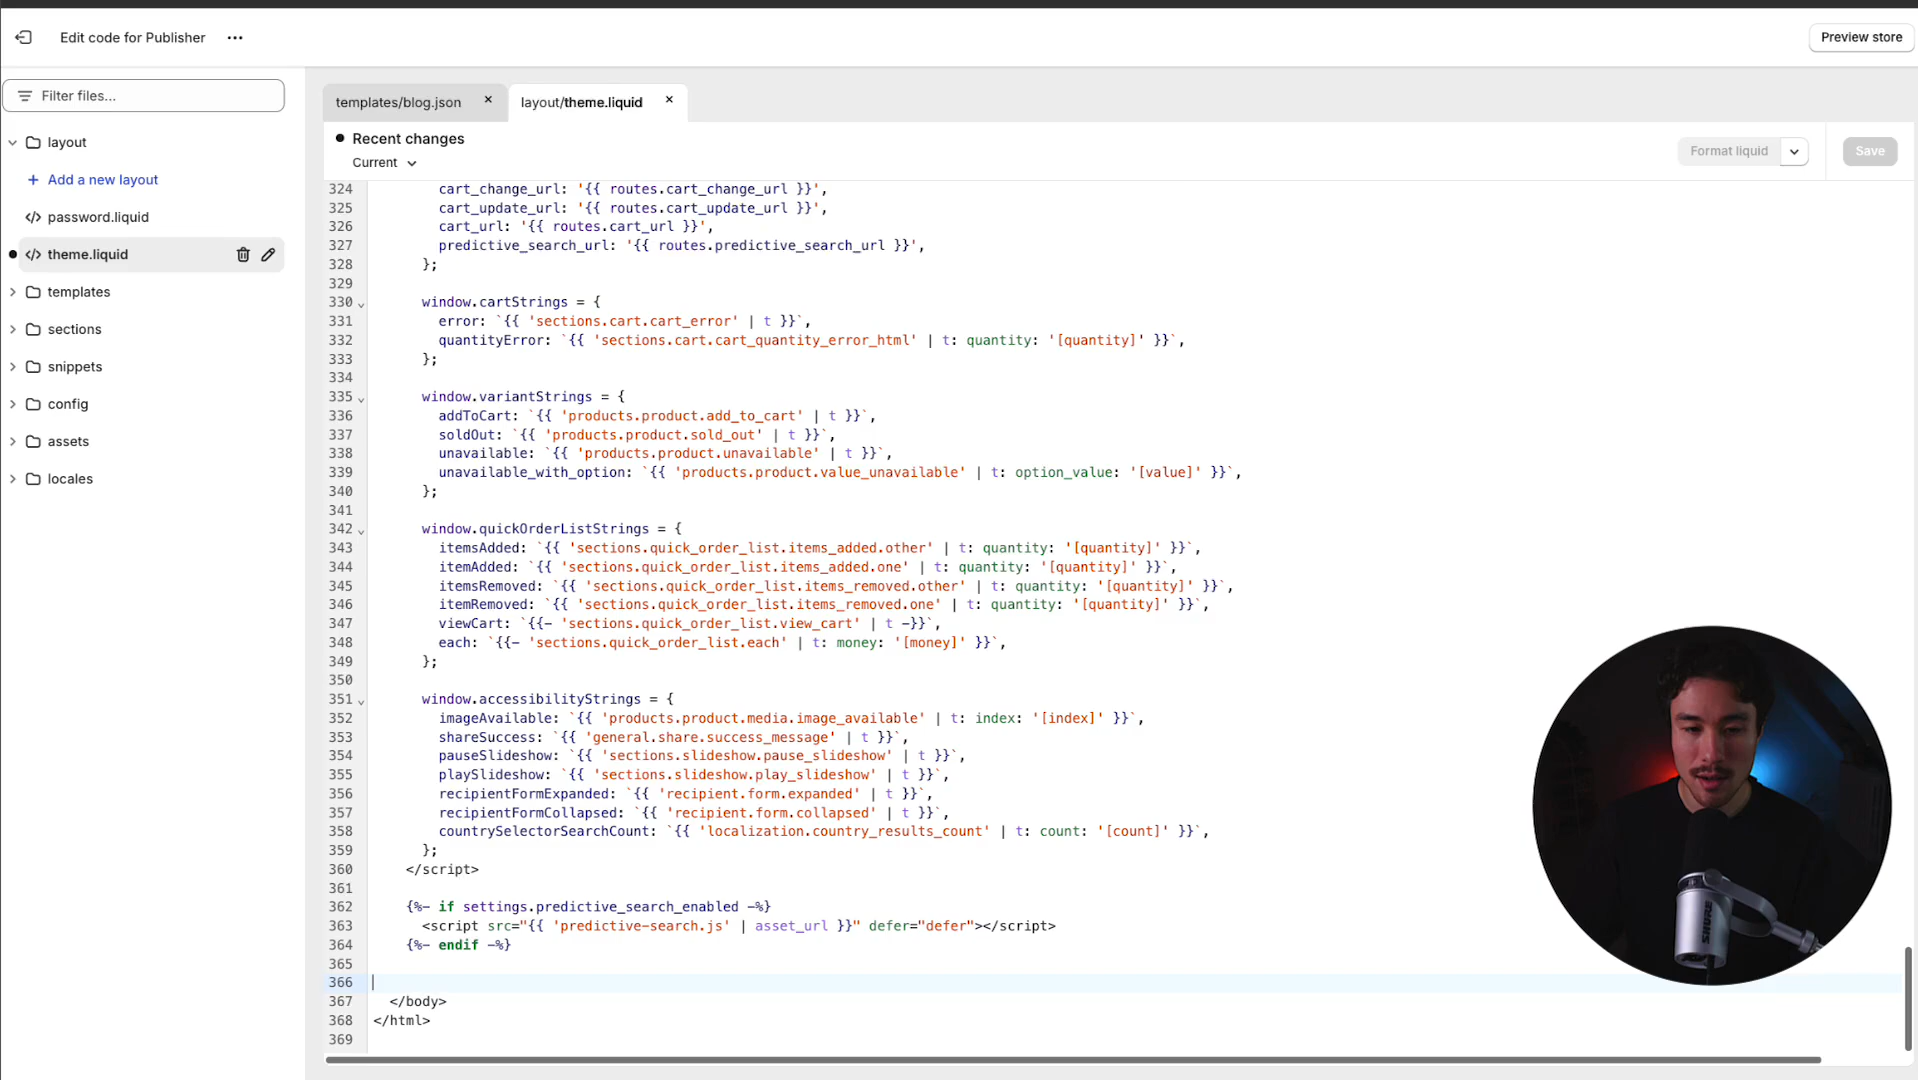 Edit code for Publisher
Preview store
Filter files...
layout
Add a new layout
password.liquid
theme.liquid
templates
sections
snippets
config
assets
locales
templates/blog.json
layout/theme.liquid
Recent changes
Current
Format liquid
Save
324 cart_change_url: '{{ routes.cart_change_url }}',
325 cart_update_url: '{{ routes.cart_update_url }}',
326 cart_url: '{{ routes.cart_url }}',
327 predictive_search_url: '{{ routes.predictive_search_url }}',
328 };
329
330 window.cartStrings = {
331 error: `{{ 'sections.cart.cart_error' | t }}`,
332 quantityError: `{{ 'sections.cart.cart_quantity_error_html' | t: quantity: '[quantity]' }}`,
333 };
334
335 window.variantStrings = {
336 addToCart: `{{ 'products.product.add_to_cart' | t }}`,
337 soldOut: `{{ 'products.product.sold_out' | t }}`,
338 unavailable: `{{ 'products.product.unavailable' | t }}`,
339 unavailable_with_option: `{{ 'products.product.value_unavailable' | t: option_value: '[value]' }}`,
340 };
341
342 window.quickOrderListStrings = {
343 itemsAdded: `{{ 'sections.quick_order_list.items_added.other' | t: quantity: '[quantity]' }}`,
344 itemAdded: `{{ 'sections.quick_order_list.items_added.one' | t: quantity: '[quantity]' }}`,
345 itemsRemoved: `{{ 'sections.quick_order_list.items_removed.other' | t: quantity: '[quantity]' }}`,
346 itemRemoved: `{{ 'sections.quick_order_list.items_removed.one' | t: quantity: '[quantity]' }}`,
347 viewCart: `{{- 'sections.quick_order_list.view_cart' | t -}}`,
348 each: `{{- 'sections.quick_order_list.each' | t: money: '[money]' }}`,
349 };
350
351 window.accessibilityStrings = {
352 imageAvailable: `{{ 'products.product.media.image_available' | t: index: '[index]' }}`,
353 shareSuccess: `{{ 'general.share.success_message' | t }}`,
354 pauseSlideshow: `{{ 'sections.slideshow.pause_slideshow' | t }}`,
355 playSlideshow: `{{ 'sections.slideshow.play_slideshow' | t }}`,
356 recipientFormExpanded: `{{ 'recipient.form.expanded' | t }}`,
357 recipientFormCollapsed: `{{ 'recipient.form.collapsed' | t }}`,
358 countrySelectorSearchCount: `{{ 'localization.country_results_count' | t: count: '[count]' }}`,
359 };
360 </script>
361
362 {%- if settings.predictive_search_enabled -%}
363 <script src="{{ 'predictive-search.js' | asset_url }}" defer="defer"></script>
364 {%- endif -%}
365
366
367 </body>
368 </html>
369
SHURE